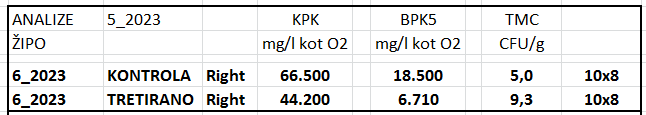 ANALIZE 5_2023 KPK BPK5 TMC
ŽIPO mg/l kot O2 mg/l kot O2 CFU/g
6_2023 KONTROLA Right 66.500 18.500 5,0 10x8
6_2023 TRETIRANO Right 44.200 6.710 9,3 10x8